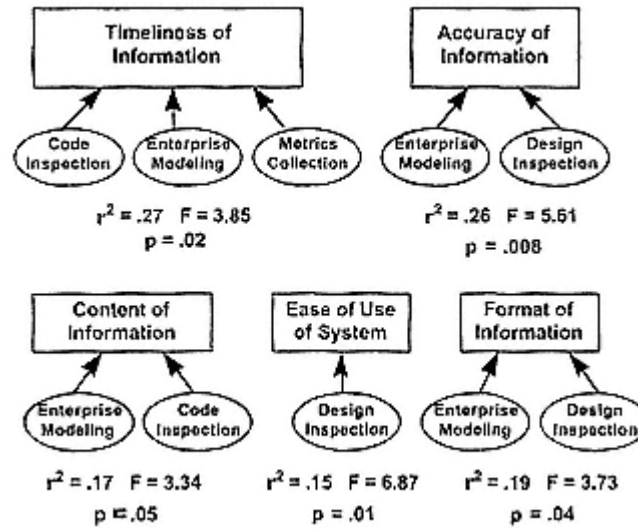 Timeliness of
Information
Code
Inspection
Enterprise
Modeling
Metrics
Collection
r² = .27 F = 3.85
p = .02
Accuracy of
Information
Enterprise
Modeling
Design
Inspection
r² = .26 F = 5.61
p = .008
Content of
Information
Enterprise
Modeling
Code
Inspection
r² = .17 F = 3.34
p = .05
Ease of Use
of System
Design
Inspection
r² = .15 F = 6.87
p = .01
Format of
Information
Enterprise
Modeling
Design
Inspection
r² = .19 F = 3.73
p = .04